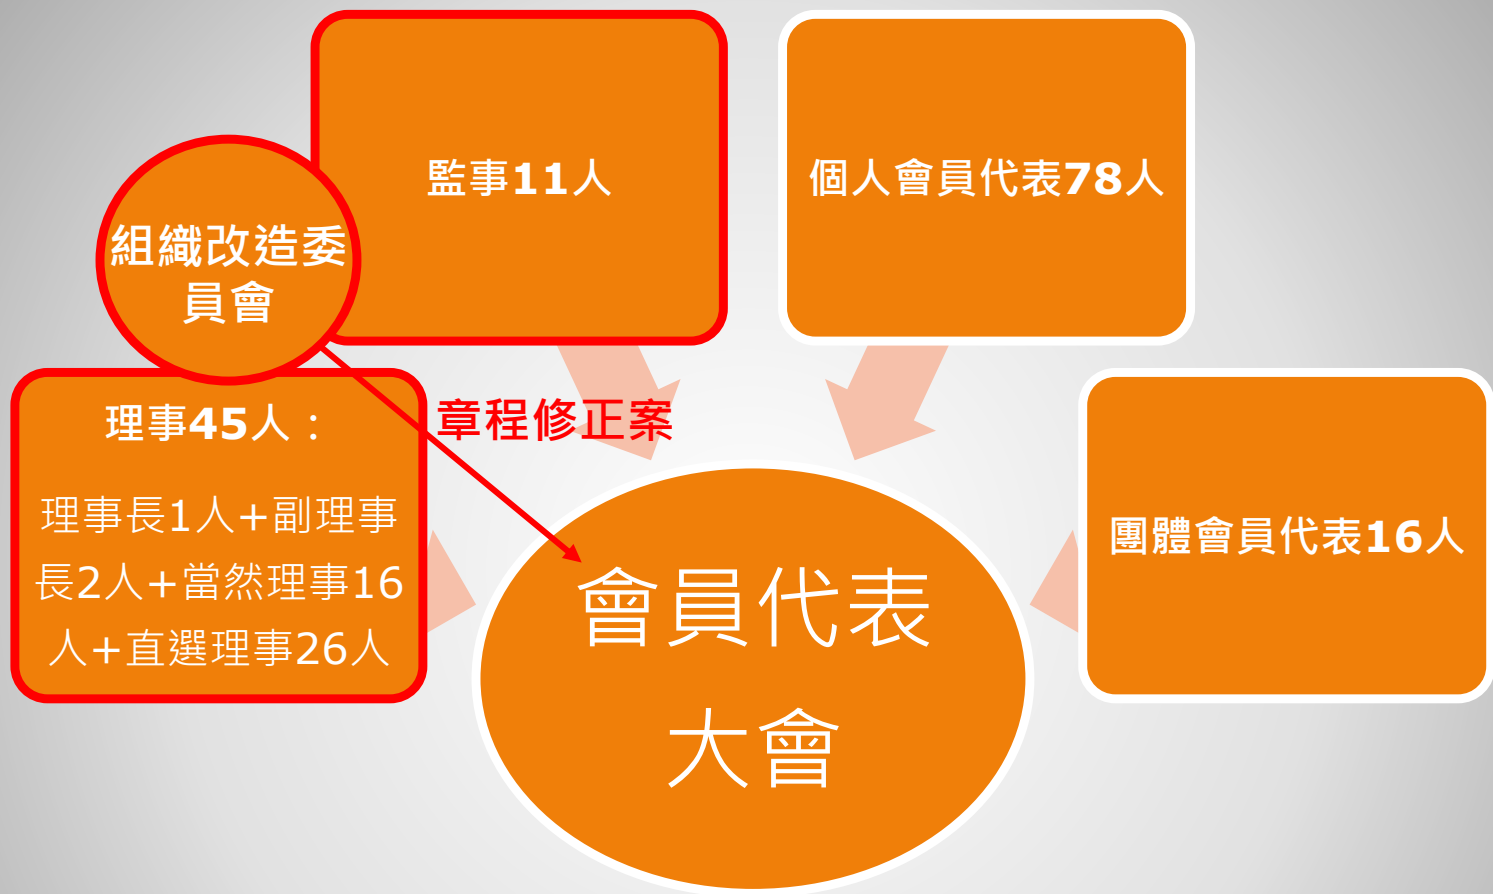 監事11人
個人會員代表78人
組織改造委
員會
理事45人：
理事長1人+副理事
長2人+當然理事16
人+直選理事26人
章程修正案
團體會員代表16人
會員代表
大會